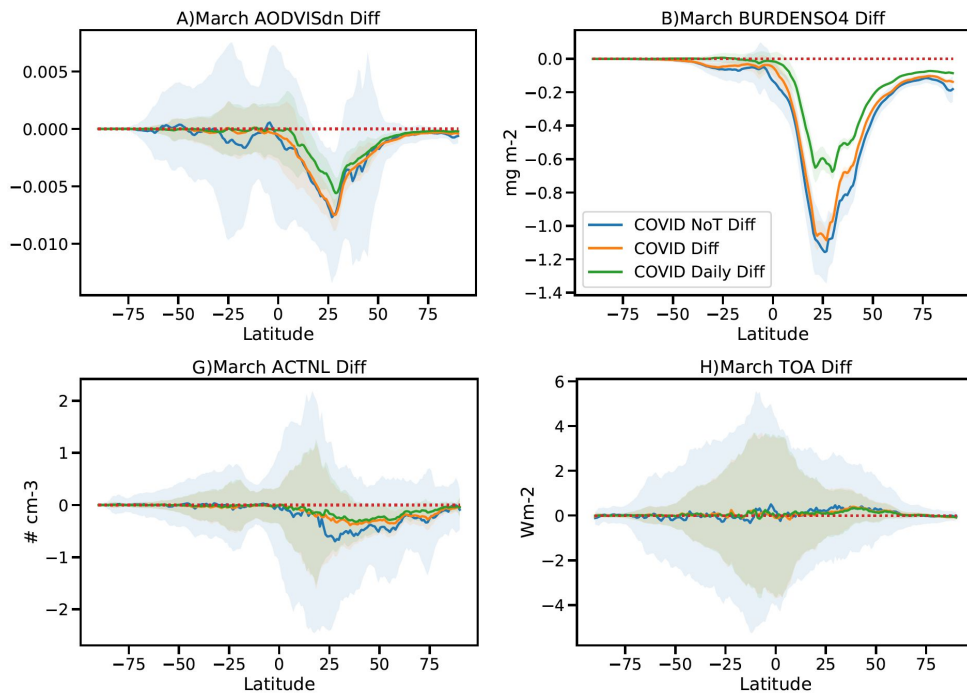 A)March AODVISdn Diff
0.005
0.000
−0.005
−0.010
−75 −50 −25 0 25 50 75
Latitude
B)March BURDENSO4 Diff
mg m-2
0.0
−0.2
−0.4
−0.6
−0.8
−1.0
−1.2
−1.4
COVID NoT Diff
COVID Diff
COVID Daily Diff
−75 −50 −25 0 25 50 75
Latitude
G)March ACTNL Diff
# cm-3
2
1
0
−1
−2
−75 −50 −25 0 25 50 75
Latitude
H)March TOA Diff
Wm-2
6
4
2
0
−2
−4
−75 −50 −25 0 25 50 75
Latitude